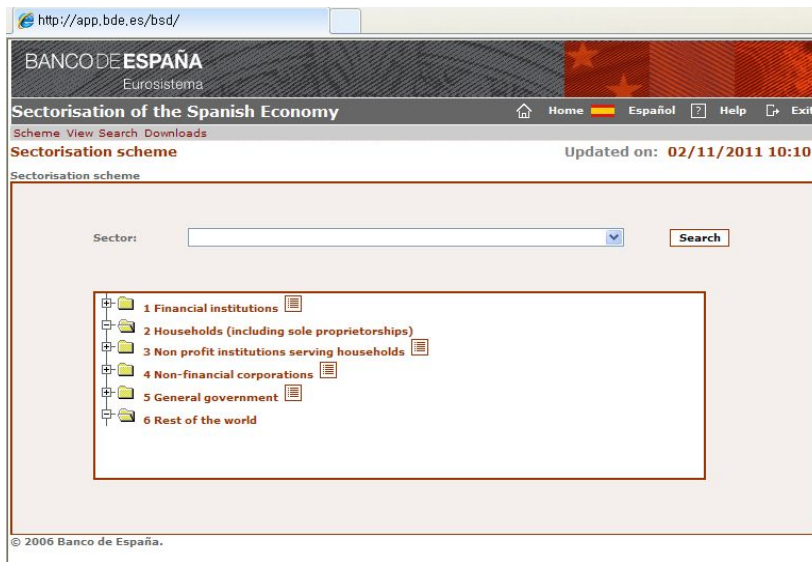 http://app.bde.es/bsd/
BANCO DE ESPAÑA
Eurosistema
Sectorisation of the Spanish Economy Home Español ? Help Exit
Scheme View Search Downloads
Sectorisation scheme Updated on: 02/11/2011 10:10
Sectorisation scheme
Sector: Search
1 Financial institutions
2 Households (including sole proprietorships)
3 Non profit institutions serving households
4 Non-financial corporations
5 General government
6 Rest of the world
© 2006 Banco de España.